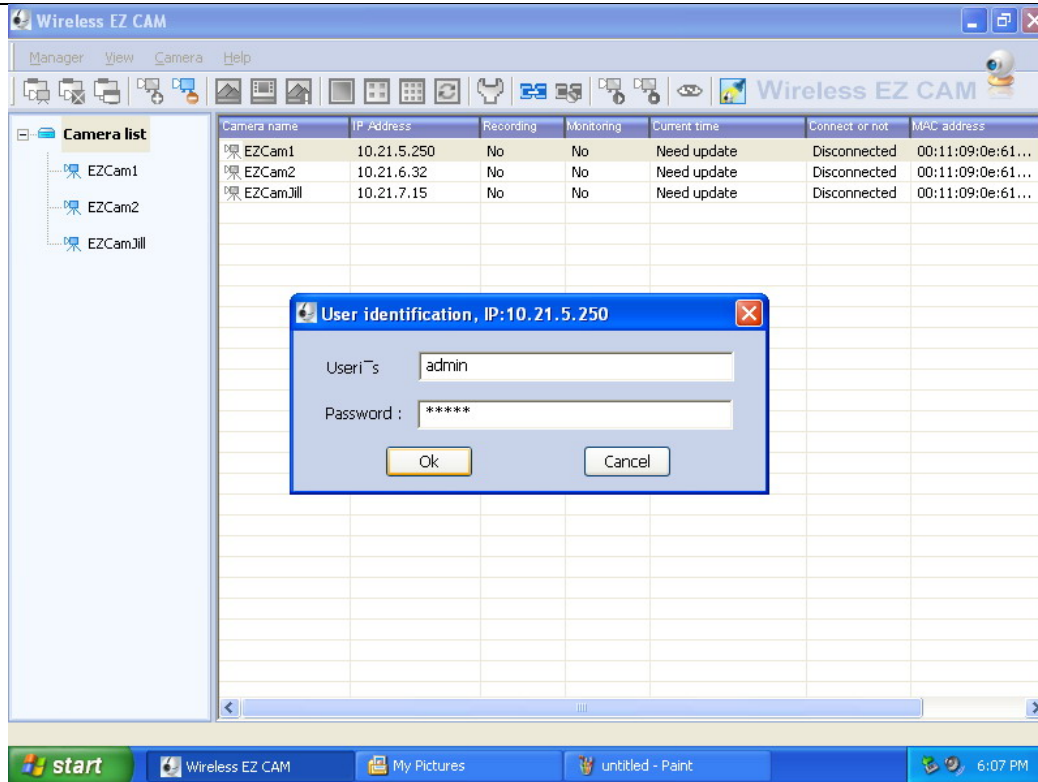 Wireless EZ CAM
Manager View Camera Help
Wireless EZ CAM
Camera list
EZCam1
EZCam2
EZCamJill
Camera name IP Address Recording Monitoring Current time Connect or not MAC address
EZCam1 10.21.5.250 No No Need update Disconnected 00:11:09:0e:61...
EZCam2 10.21.6.32 No No Need update Disconnected 00:11:09:0e:61...
EZCamJill 10.21.7.15 No No Need update Disconnected 00:11:09:0e:61...
User identification, IP:10.21.5.250
Useri¯s admin
Password : *****
Ok Cancel
start Wireless EZ CAM My Pictures untitled - Paint 6:07 PM